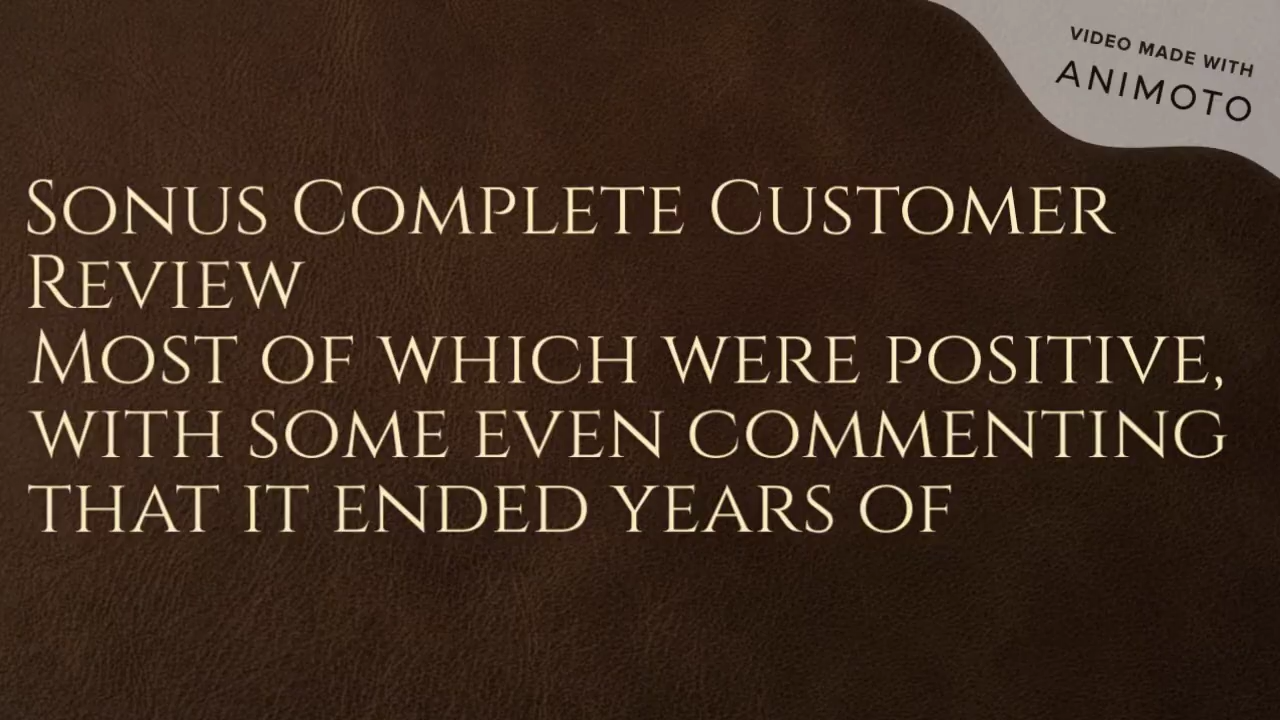 VIDEO MADE WITH
ANIMOTO
Sonus Complete Customer
Review
Most of which were positive,
with some even commenting
that it ended years of